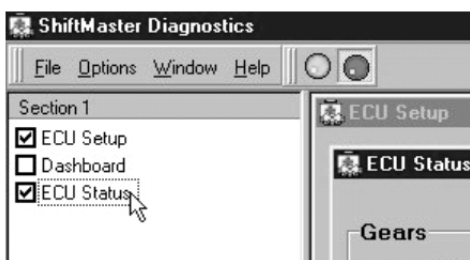 ShiftMaster Diagnostics
File Options Window Help
Section 1
ECU Setup
Dashboard
ECU Status
ECU Setup
ECU Status
Gears